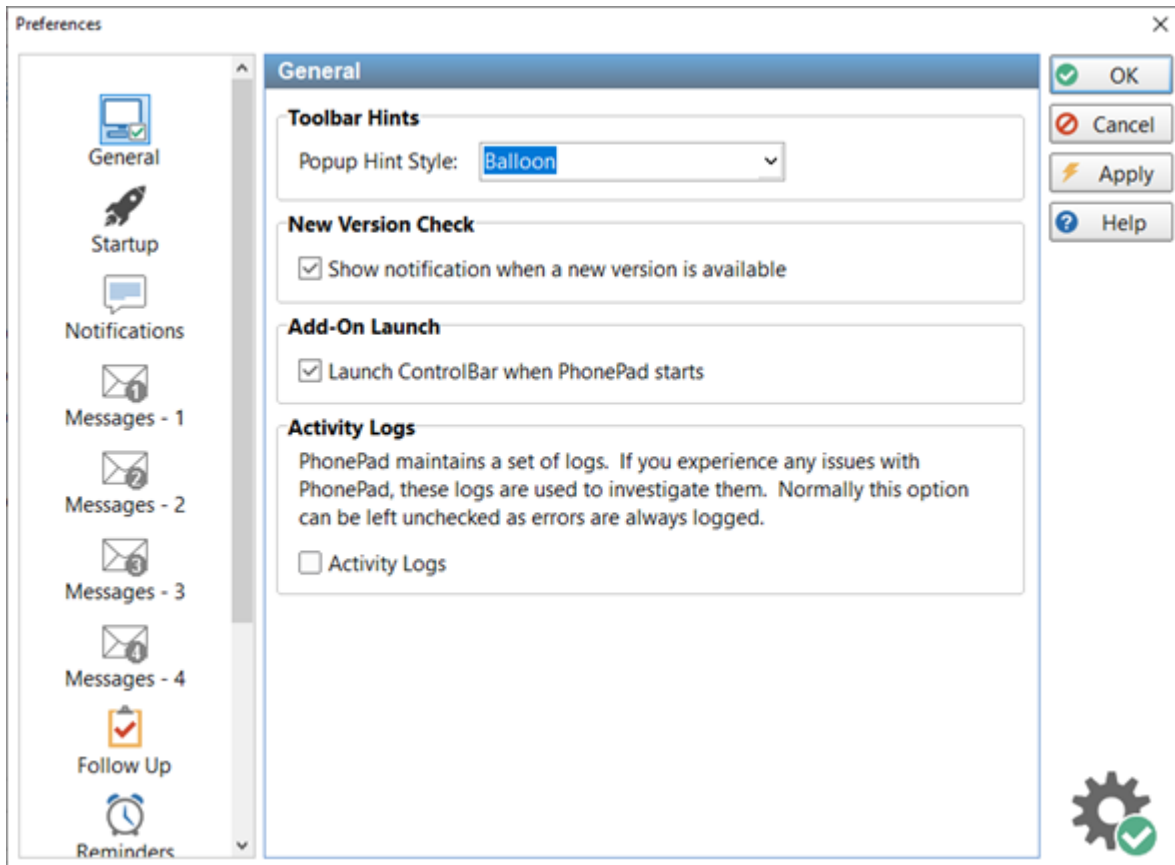 Preferences
General
Startup
Notifications
1
Messages - 1
2
Messages - 2
3
Messages - 3
4
Messages - 4
Follow Up
Reminders
General
Toolbar Hints
Popup Hint Style: Balloon
New Version Check
Show notification when a new version is available
Add-On Launch
Launch ControlBar when PhonePad starts
Activity Logs
PhonePad maintains a set of logs. If you experience any issues with
PhonePad, these logs are used to investigate them. Normally this option
can be left unchecked as errors are always logged.
Activity Logs
OK
Cancel
Apply
? Help